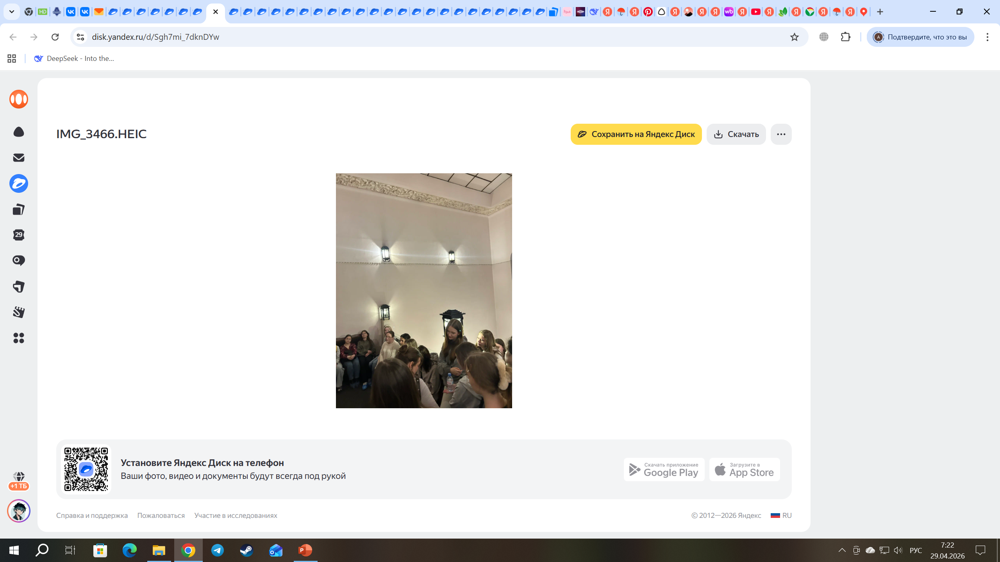 disk.yandex.ru/d/Sgh7mi_7dknDYw
Подтвердите, что это вы
DeepSeek - Into the...
IMG_3466.HEIC
Сохранить на Яндекс Диск
Скачать
29
Установите Яндекс Диск на телефон
Ваши фото, видео и документы будут всегда под рукой
Скачать приложение
Google Play
Загрузите в
App Store
+1 ТБ
Справка и поддержка
Пожаловаться
Участие в исследованиях
© 2012—2026 Яндекс
RU
РУС
7:22
29.04.2026